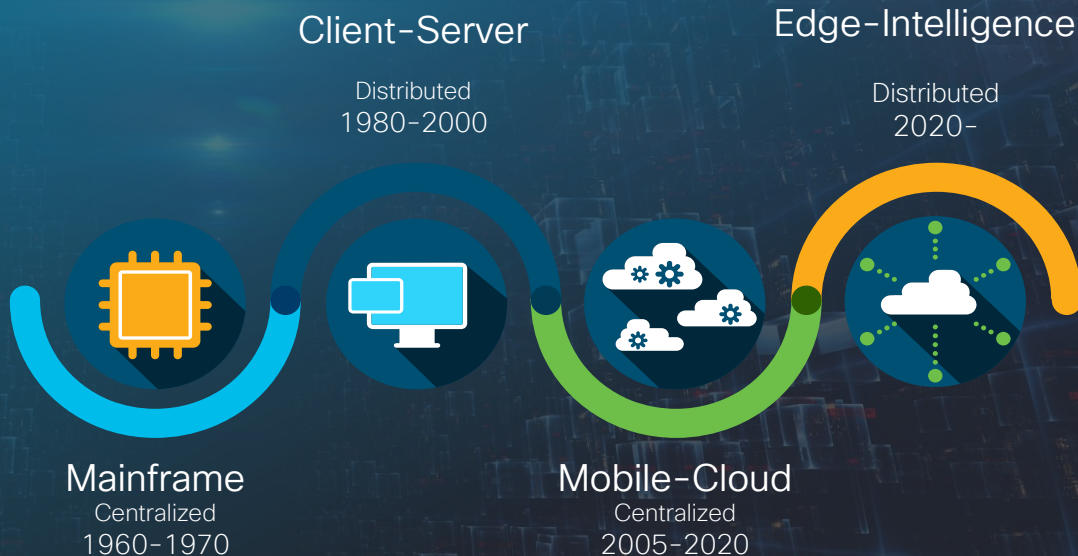 Client-Server
Distributed
1980-2000
Edge-Intelligence
Distributed
2020-
Mainframe
Centralized
1960-1970
Mobile-Cloud
Centralized
2005-2020